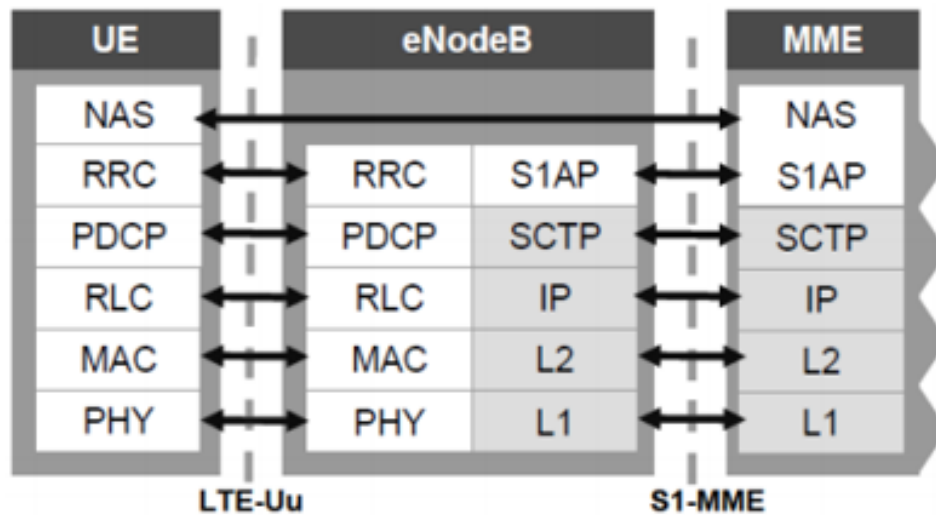 UE eNodeB MME
NAS NAS
RRC RRC S1AP S1AP
PDCP PDCP SCTP SCTP
RLC RLC IP IP
MAC MAC L2 L2
PHY PHY L1 L1
LTE-Uu S1-MME